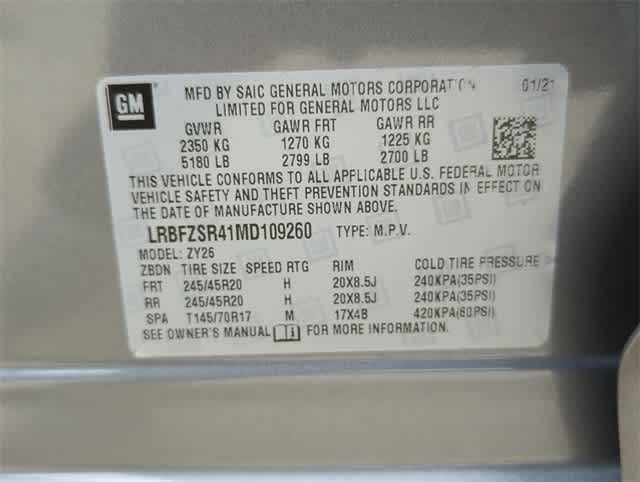 GM
MFD BY SAIC GENERAL MOTORS CORPORATION 01/21
LIMITED FOR GENERAL MOTORS LLC
GVWR GAWR FRT GAWR RR
2350 KG 1270 KG 1225 KG
5180 LB 2799 LB 2700 LB
THIS VEHICLE CONFORMS TO ALL APPLICABLE U.S. FEDERAL MOTOR
VEHICLE SAFETY AND THEFT PREVENTION STANDARDS IN EFFECT ON
THE DATE OF MANUFACTURE SHOWN ABOVE.
LRBFZSR41MD109260 TYPE: M.P.V.
MODEL: ZY26
ZBDN TIRE SIZE SPEED RTG RIM COLD TIRE PRESSURE
FRT 245/45R20 H 20X8.5J 240KPA(35PSI)
RR 245/45R20 H 20X8.5J 240KPA(35PSI)
SPA T145/70R17 M 17X4B 420KPA(60PSI)
SEE OWNER'S MANUAL FOR MORE INFORMATION.